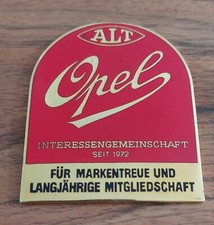 ALT
Opel
INTERESSENGEMEINSCHAFT
SEIT 1972
FÜR MARKENTREUE UND
LANGJÄHRIGE MITGLIEDSCHAFT